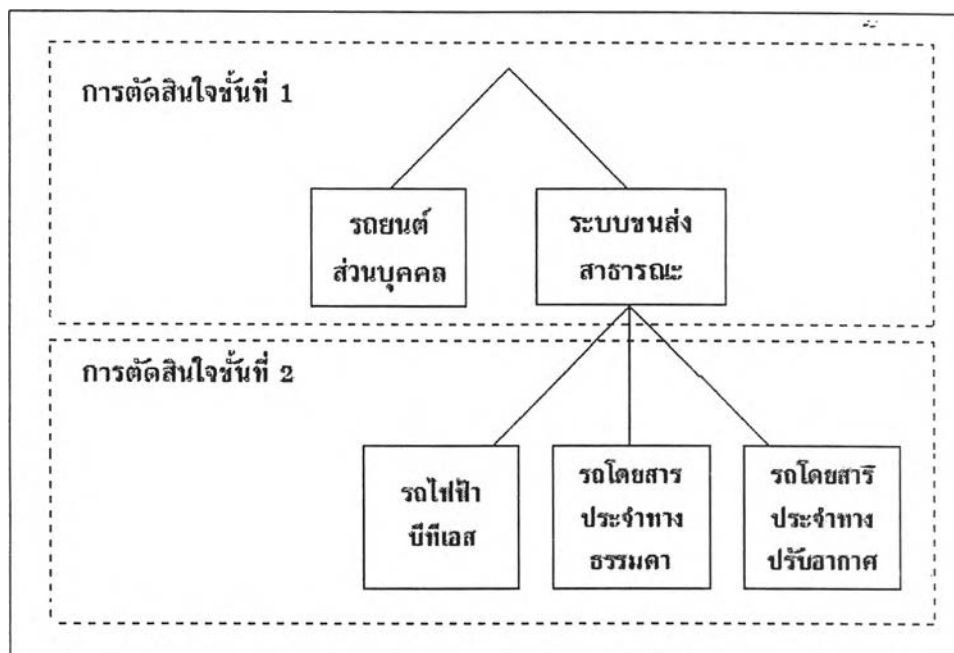 การตัดสินใจชั้นที่ 1
รถยนต์
ส่วนบุคคล
ระบบขนส่ง
สาธารณะ
การตัดสินใจชั้นที่ 2
รถไฟฟ้า
บีทีเอส
รถโดยสาร
ประจำทาง
ธรรมดา
รถโดยสาร
ประจำทาง
ปรับอากาศ